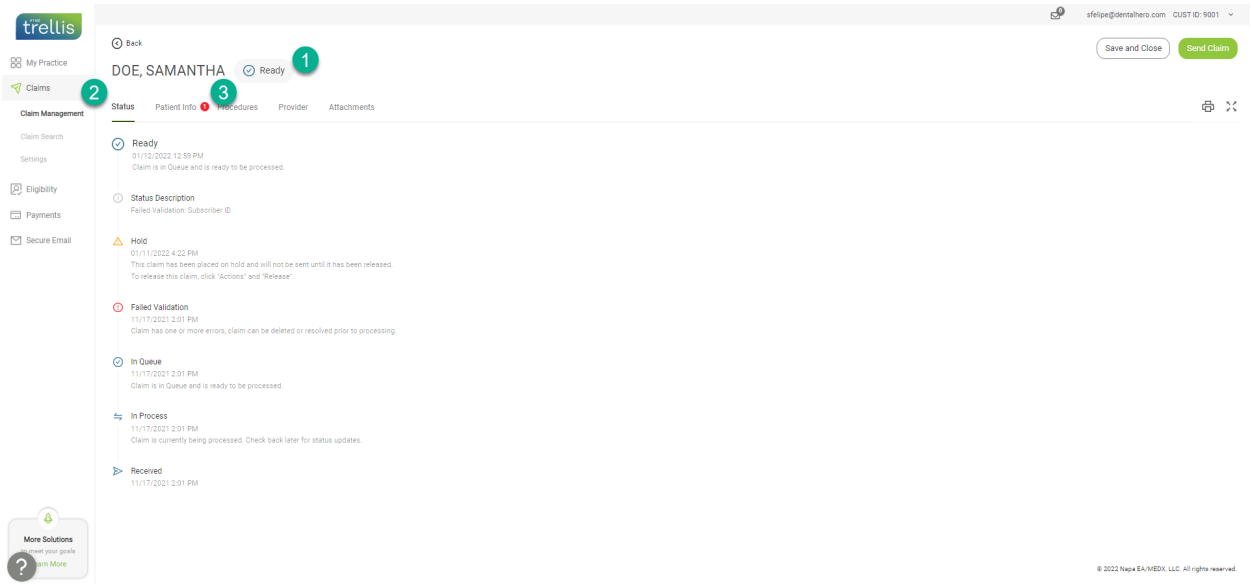 trellis
0
sfelipe@dentalhero.com CUST ID: 9001
Back
Save and Close
Send Claim
My Practice
DOE, SAMANTHA
Ready
1
Claims
2
3
Status
Patient Info
Procedures
Provider
Attachments
Claim Management
Claim Search
Settings
Eligibility
Payments
Secure Email
Ready
01/12/2022 12:59 PM
Claim is in Queue and is ready to be processed.
Status Description
Failed Validation: Subscriber ID
Hold
01/11/2022 4:22 PM
This claim has been placed on hold and will not be sent until it has been released.
To release this claim, click "Actions" and "Release".
Failed Validation
11/17/2021 2:01 PM
Claim has one or more errors, claim can be deleted or resolved prior to processing.
In Queue
11/17/2021 2:01 PM
Claim is in Queue and is ready to be processed.
In Process
11/17/2021 2:01 PM
Claim is currently being processed. Check back later for status updates.
Received
11/17/2021 2:01 PM
More Solutions
to meet your goals
?
© 2022 Napa EA/MEDX, LLC. All rights reserved.